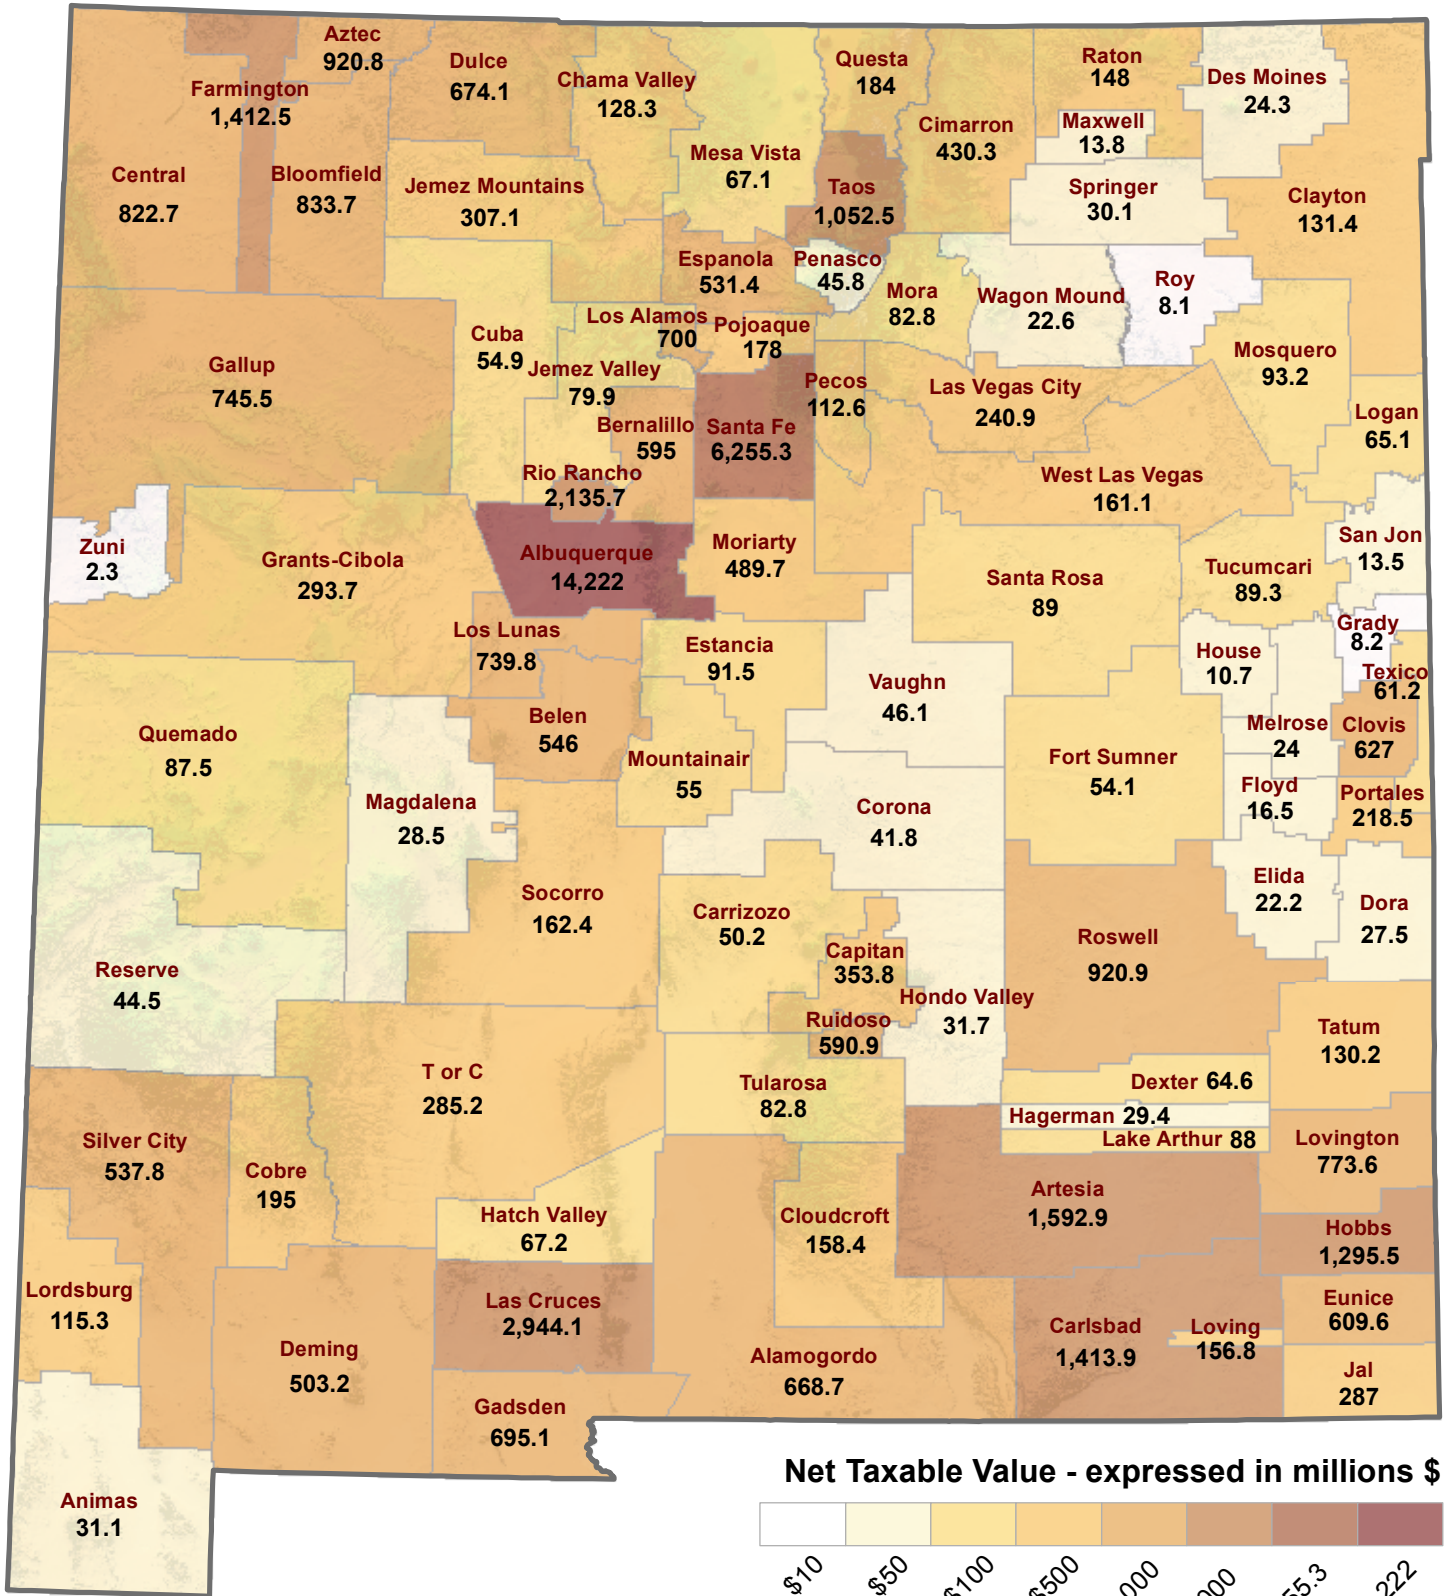 Aztec
920.8
Dulce
674.1
Chama Valley
128.3
Questa
184
Raton
148
Des Moines
24.3
Farmington
1,412.5
Cimarron
430.3
Maxwell
13.8
Mesa Vista
67.1
Central
822.7
Bloomfield
833.7
Jemez Mountains
307.1
Taos
1,052.5
Springer
30.1
Clayton
131.4
Espanola
531.4
Penasco
45.8
Mora
82.8
Wagon Mound
22.6
Roy
8.1
Los Alamos
700
Pojoaque
178
Cuba
54.9
Gallup
745.5
Jemez Valley
79.9
Pecos
112.6
Las Vegas City
240.9
Mosquero
93.2
Logan
65.1
Bernalillo
595
Santa Fe
6,255.3
Rio Rancho
2,135.7
West Las Vegas
161.1
Zuni
2.3
Grants-Cibola
293.7
Albuquerque
14,222
Moriarty
489.7
Santa Rosa
89
Tucumcari
89.3
San Jon
13.5
Los Lunas
739.8
Estancia
91.5
Grady
8.2
House
10.7
Texico
61.2
Vaughn
46.1
Quemado
87.5
Belen
546
Melrose
24
Clovis
627
Mountainair
55
Fort Sumner
54.1
Magdalena
28.5
Corona
41.8
Floyd
16.5
Portales
218.5
Socorro
162.4
Carrizozo
50.2
Elida
22.2
Dora
27.5
Reserve
44.5
Capitan
353.8
Roswell
920.9
Hondo Valley
31.7
Ruidoso
590.9
Tatum
130.2
T or C
285.2
Tularosa
82.8
Dexter 64.6
Hagerman 29.4
Lake Arthur 88
Silver City
537.8
Cobre
195
Lovington
773.6
Hatch Valley
67.2
Cloudcroft
158.4
Artesia
1,592.9
Hobbs
1,295.5
Lordsburg
115.3
Las Cruces
2,944.1
Carlsbad
1,413.9
Loving
156.8
Eunice
609.6
Deming
503.2
Alamogordo
668.7
Jal
287
Gadsden
695.1
Animas
31.1
Net Taxable Value - expressed in millions $
$10
$50
$100
$500